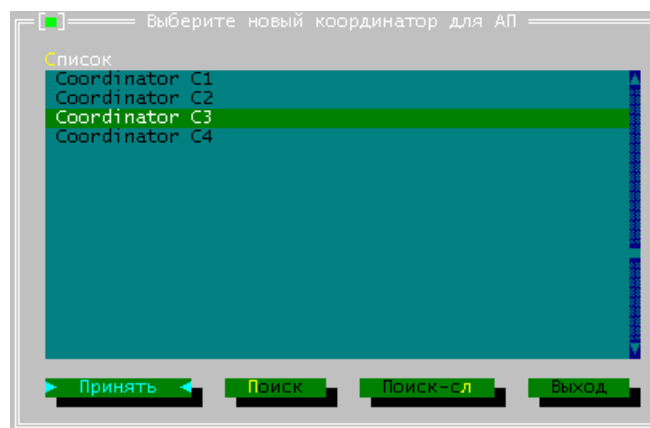 Выберите новый координатор для АП
Список
Coordinator C1
Coordinator C2
Coordinator C3
Coordinator C4
Принять Поиск Поиск-сл Выход